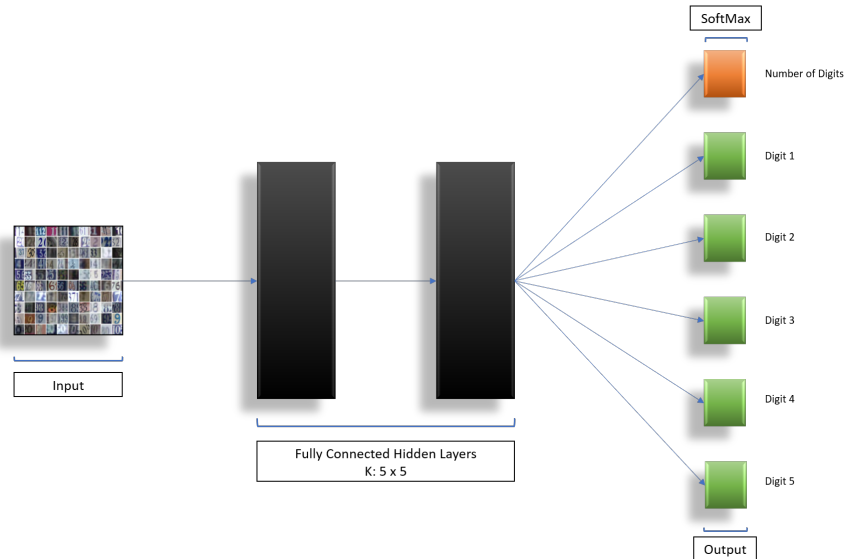 SoftMax
Number of Digits
Digit 1
Digit 2
Digit 3
Digit 4
Digit 5
Input
Fully Connected Hidden Layers
K: 5 x 5
Output